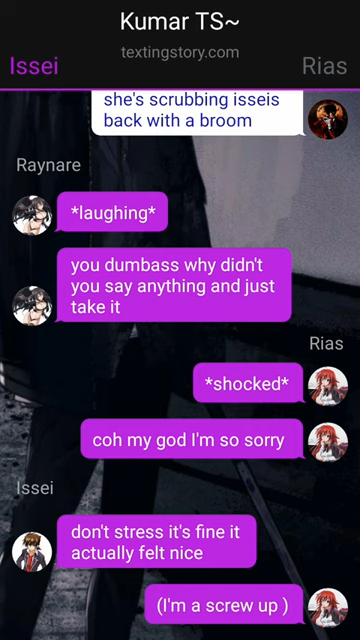 Kumar TS~
textingstory.com
Issei
Rias
she's scrubbing isseis
back with a broom
Raynare
*laughing*
you dumbass why didn't
you say anything and just
take it
Rias
*shocked*
coh my god I'm so sorry
Issei
don't stress it's fine it
actually felt nice
(I'm a screw up )